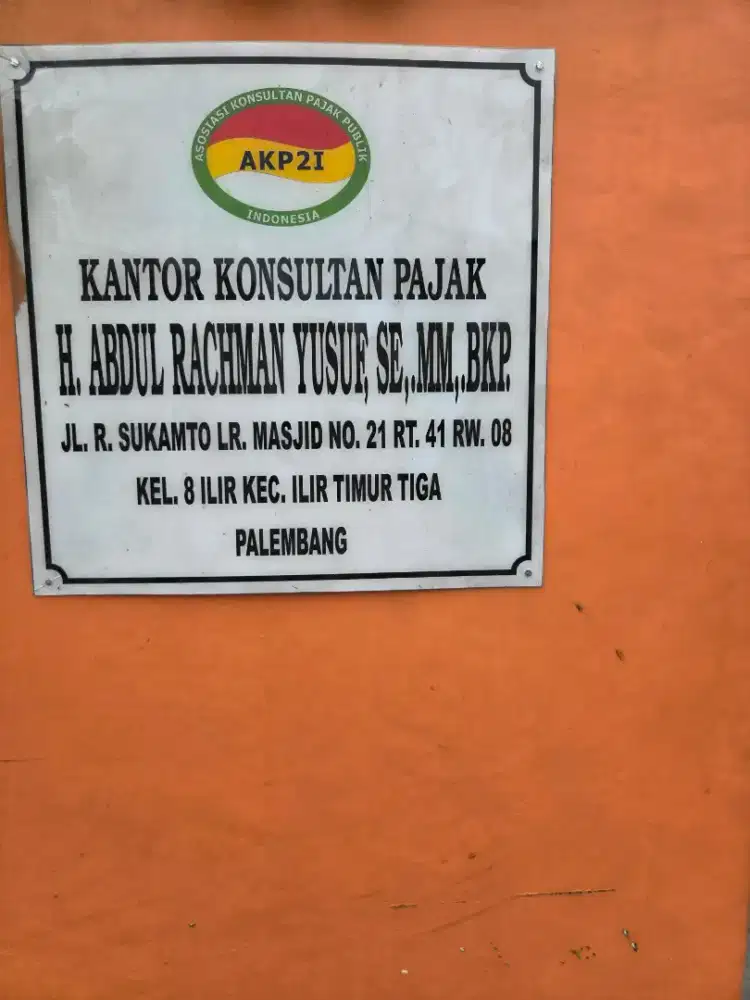 ASOSIASI KONSULTAN PAJAK PUBLIK
AKP2I
INDONESIA
KANTOR KONSULTAN PAJAK
H. ABDUL RACHMAN YUSUF, SE,.MM,.BKP.
JL. R. SUKAMTO LR. MASJID NO. 21 RT. 41 RW. 08
KEL. 8 ILIR KEC. ILIR TIMUR TIGA
PALEMBANG